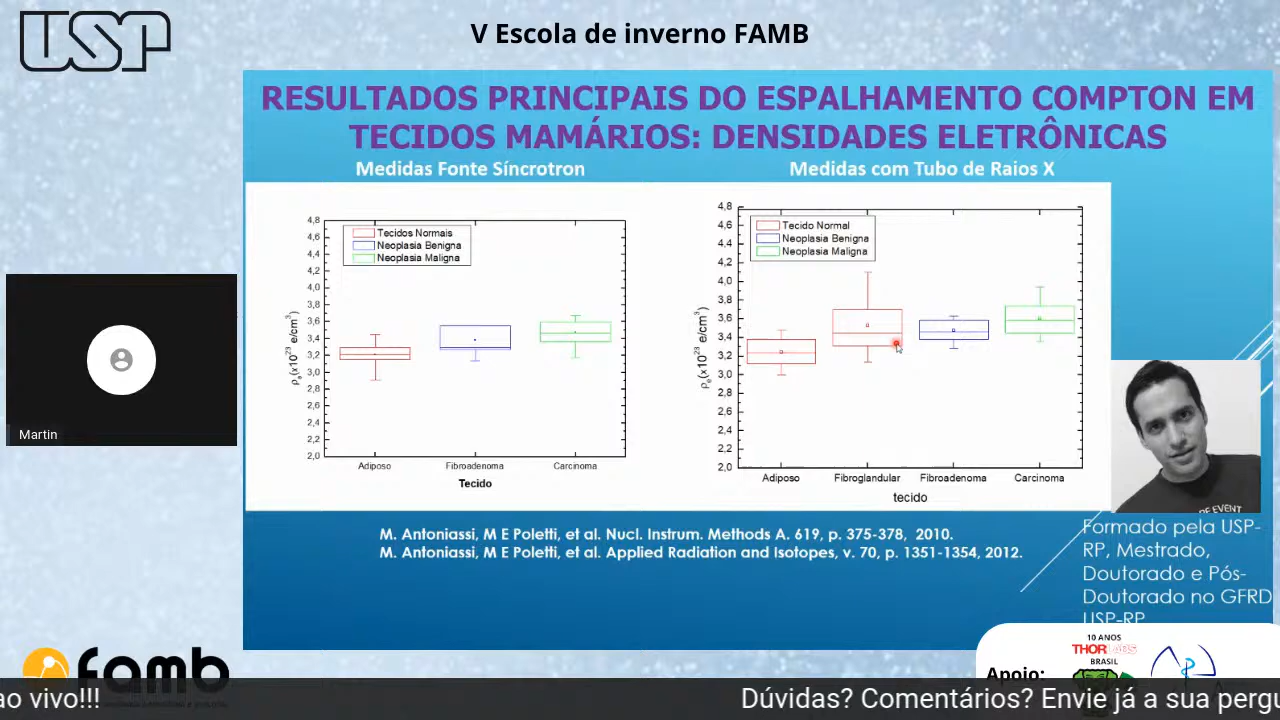 USP
V Escola de inverno FAMB
RESULTADOS PRINCIPAIS DO ESPALHAMENTO COMPTON EM
TECIDOS MAMÁRIOS: DENSIDADES ELETRÔNICAS
Medidas Fonte Síncrotron
4,8
4,6
4,4
4,2
4,0
3,8
3,6
3,4
3,2
3,0
2,8
2,6
2,4
2,2
2,0
ρe(x10²³ e/cm³)
Tecidos Normais
Neoplasia Benigna
Neoplasia Maligna
Adiposo Fibroadenoma Carcinoma
Tecido
Medidas com Tubo de Raios X
4,8
4,6
4,4
4,2
4,0
3,8
3,6
3,4
3,2
3,0
2,8
2,6
2,4
2,2
2,0
ρe(x10²³ e/cm³)
Tecido Normal
Neoplasia Benigna
Neoplasia Maligna
Adiposo Fibroglandular Fibroadenoma Carcinoma
tecido
Martin
OF EVENT
M. Antoniassi, M E Poletti, et al. Nucl. Instrum. Methods A. 619, p. 375-378, 2010.
M. Antoniassi, M E Poletti, et al. Applied Radiation and Isotopes, v. 70, p. 1351-1354, 2012.
Formado pela USP-
RP, Mestrado,
Doutorado e Pós-
Doutorado no GFRD
USP-RP
famb
Apoio:
10 ANOS
THORLABS
BRASIL
ao vivo!!!
Dúvidas? Comentários? Envie já a sua pergu